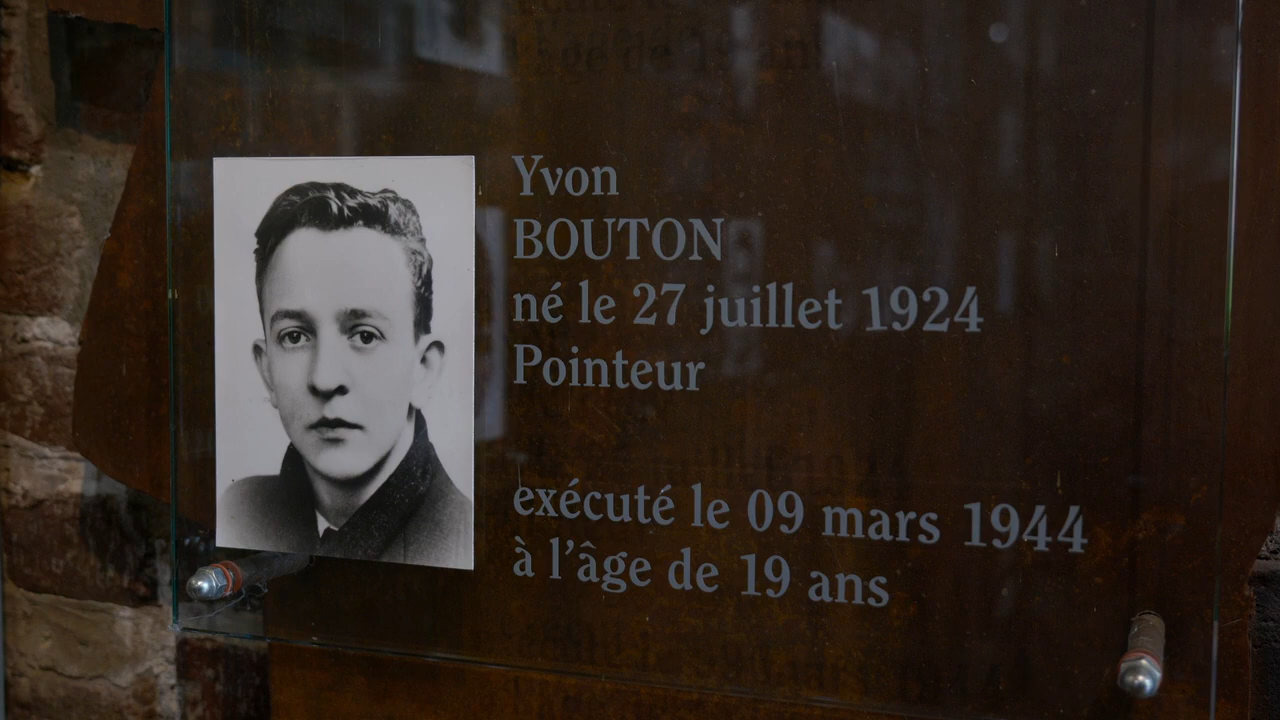 Yvon
BOUTON
né le 27 juillet 1924
Pointeur
exécuté le 09 mars 1944
à l'âge de 19 ans